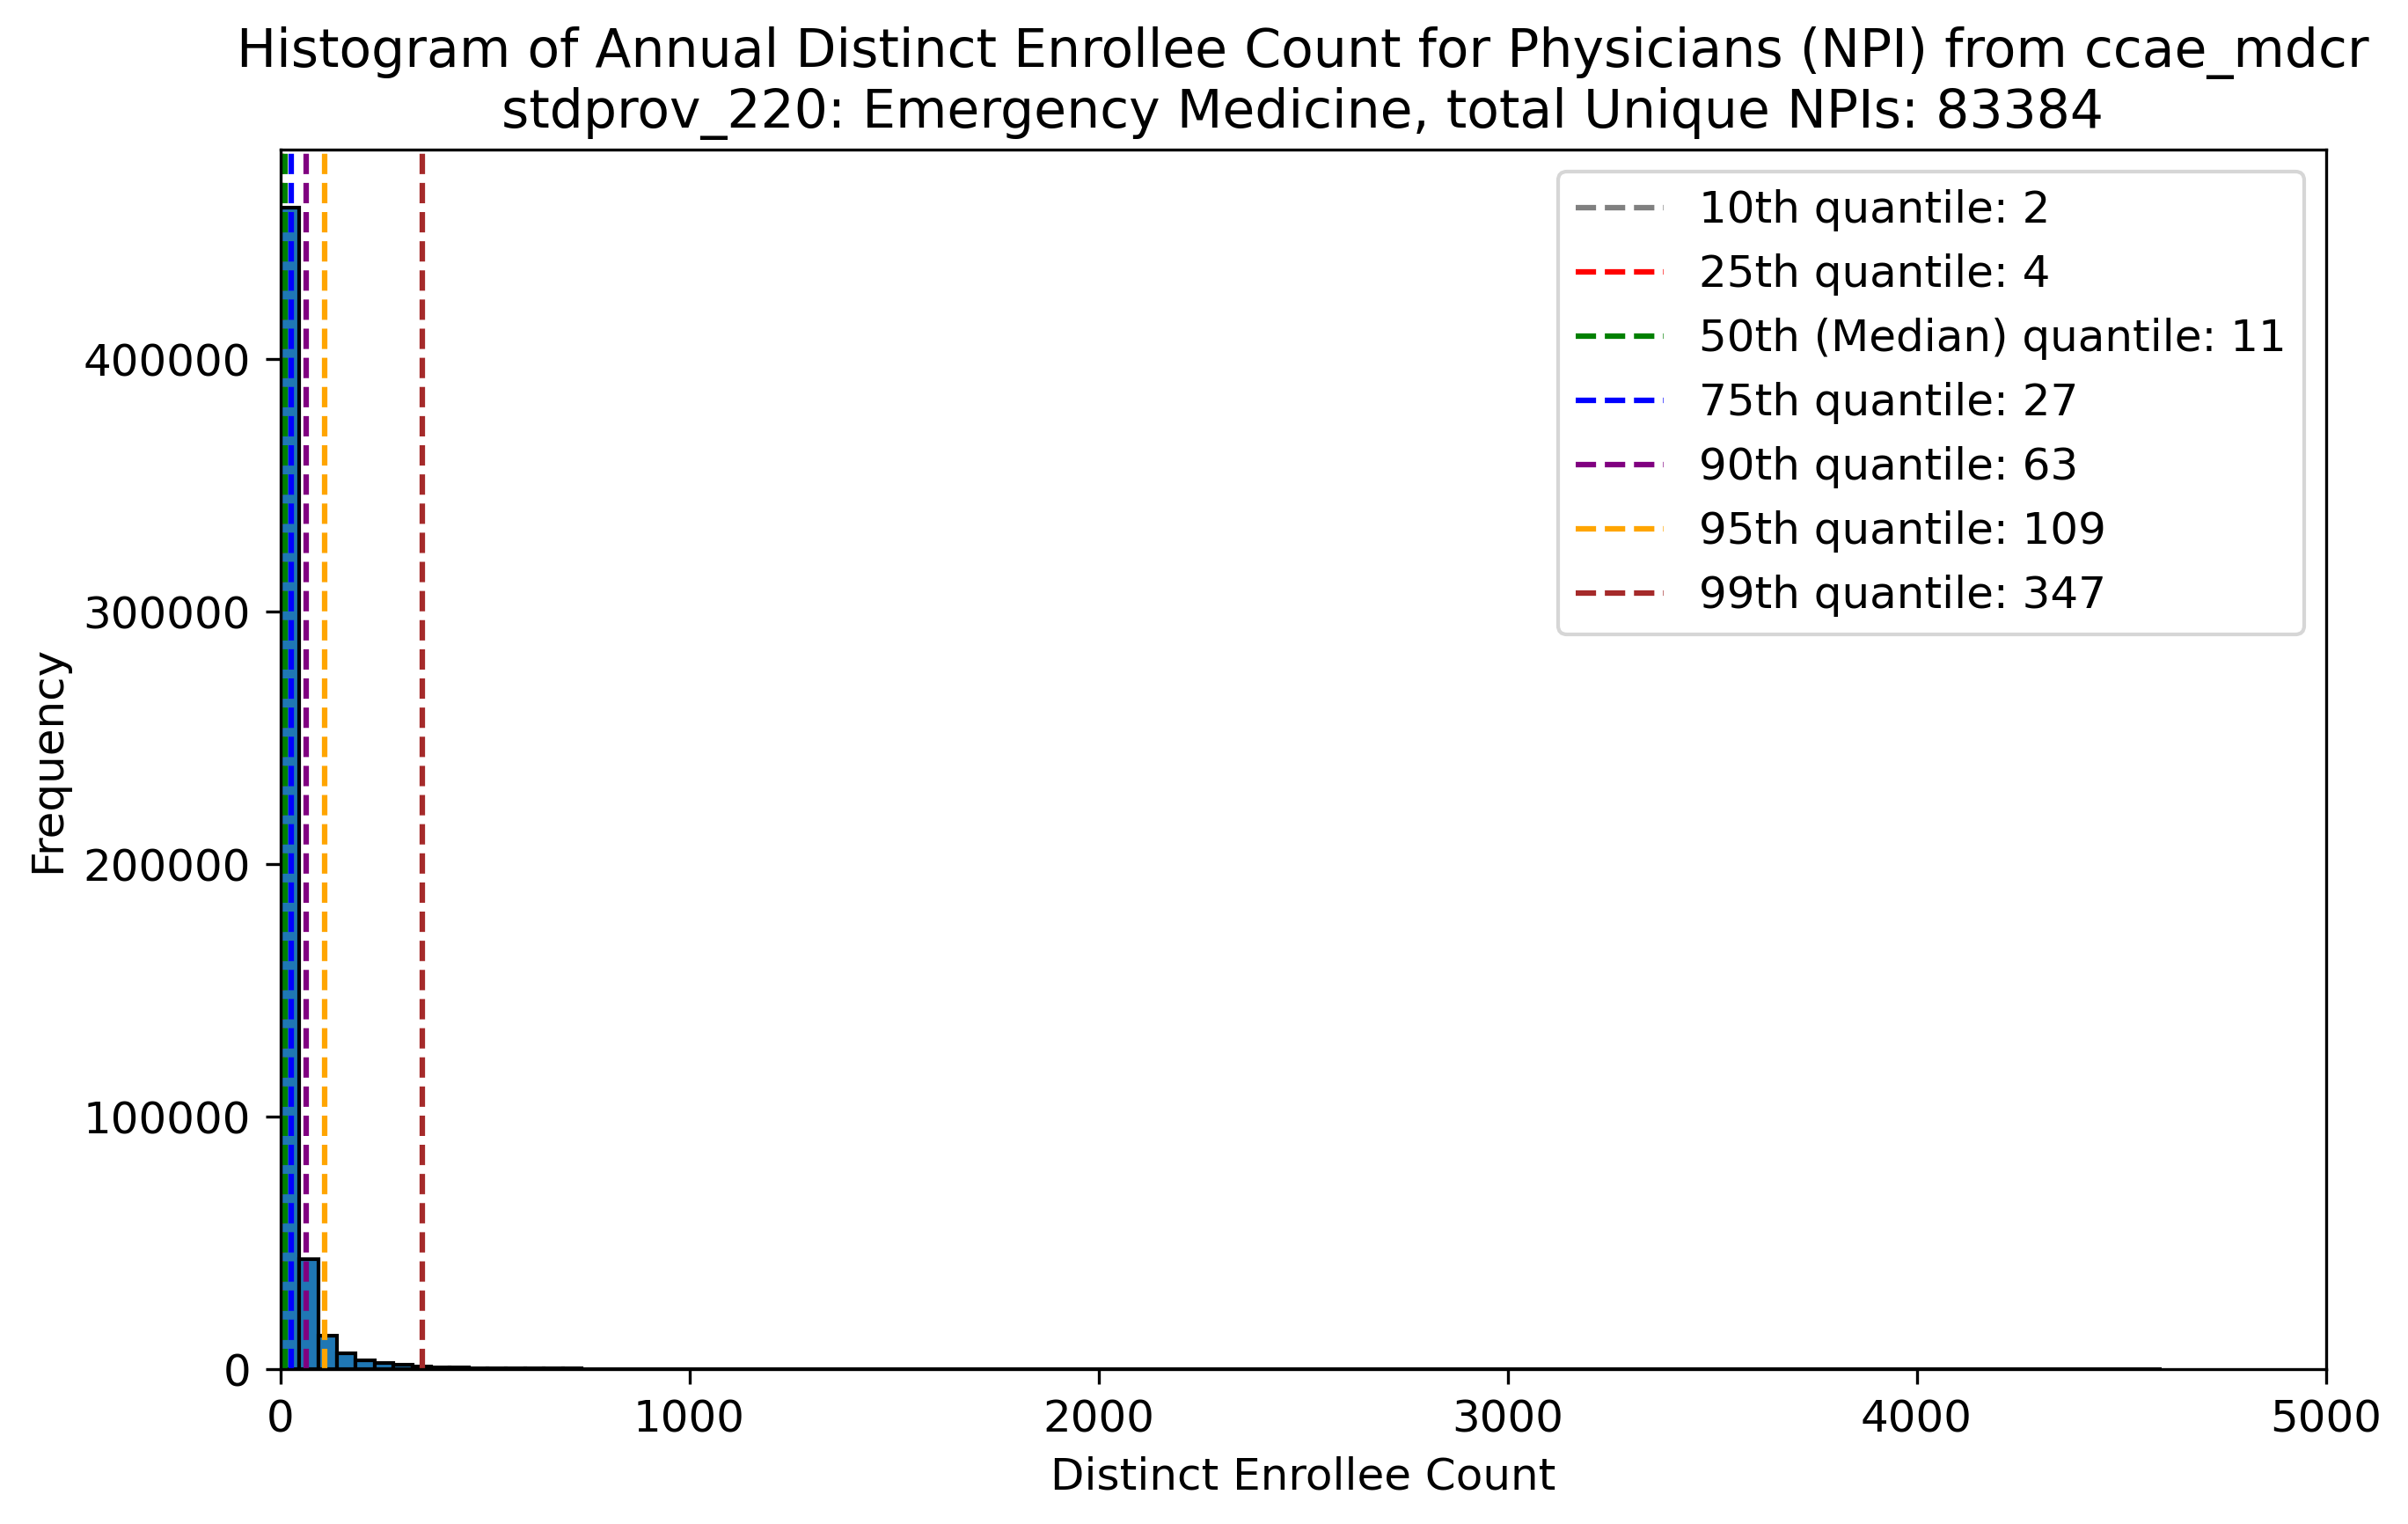 Histogram of Annual Distinct Enrollee Count for Physicians (NPI) from ccae_mdcr
stdprov_220: Emergency Medicine, total Unique NPIs: 83384
10th quantile: 2
25th quantile: 4
50th (Median) quantile: 11
75th quantile: 27
90th quantile: 63
95th quantile: 109
99th quantile: 347
400000
300000
200000
100000
0
Frequency
0 1000 2000 3000 4000 5000
Distinct Enrollee Count